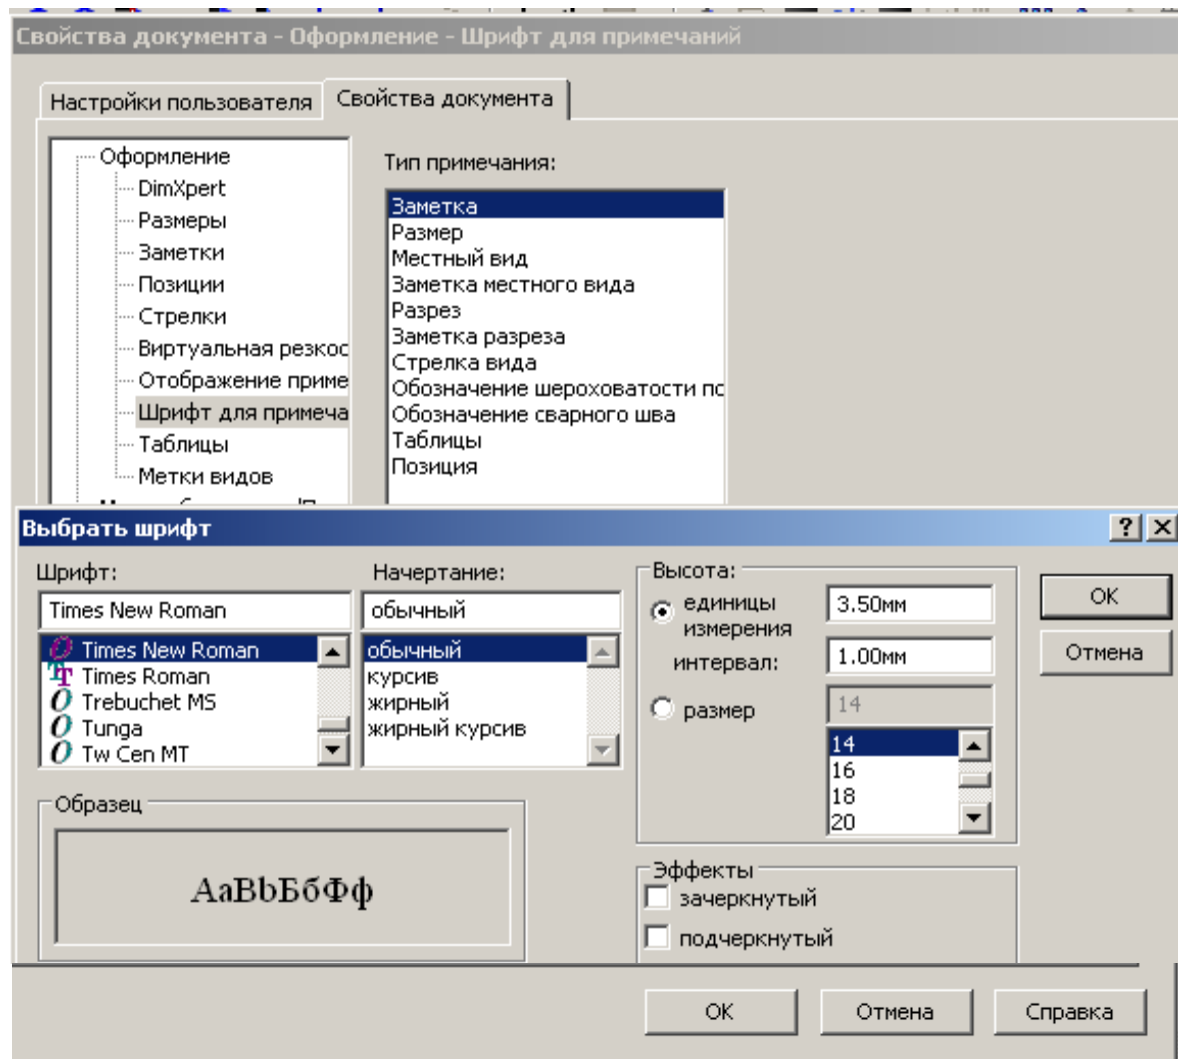 Свойства документа - Оформление - Шрифт для примечаний
Настройки пользователя
Свойства документа
Оформление
DimXpert
Размеры
Заметки
Позиции
Стрелки
Виртуальная резкос
Отображение приме
Шрифт для примеча
Таблицы
Метки видов
Тип примечания:
Заметка
Размер
Местный вид
Заметка местного вида
Разрез
Заметка разреза
Стрелка вида
Обозначение шероховатости пс
Обозначение сварного шва
Таблицы
Позиция
Выбрать шрифт
Шрифт:
Times New Roman
Times New Roman
Times Roman
Trebuchet MS
Tunga
Tw Cen MT
Начертание:
обычный
обычный
курсив
жирный
жирный курсив
Высота:
единицы
измерения
3.50мм
интервал:
1.00мм
размер
14
14
16
18
20
ОК
Отмена
Образец
АаВbБбФф
Эффекты
зачеркнутый
подчеркнутый
ОК
Отмена
Справка